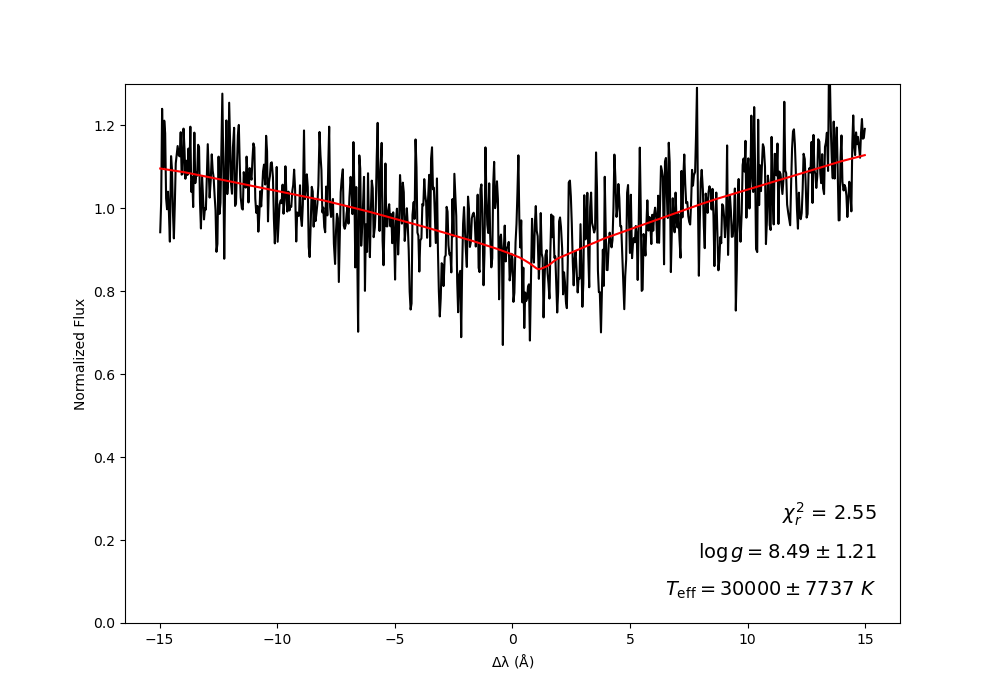 1.2
1.0
0.8
0.6
0.4
0.2
0.0
Normalized Flux
χ²ᵣ = 2.55
log g = 8.49 ± 1.21
T_eff = 30000 ± 7737 K
−15 −10 −5 0 5 10 15
Δλ (Å)